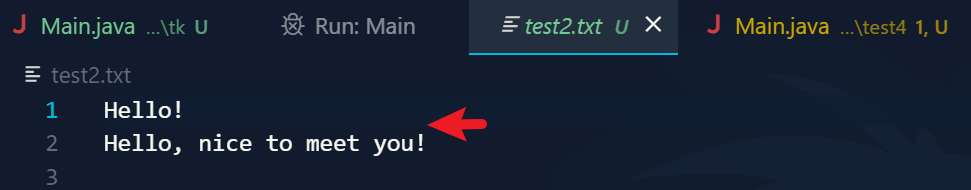 J Main.java ...\tk U Run: Main test2.txt U J Main.java ...\test4 1, U
test2.txt
1 Hello!
2 Hello, nice to meet you!
3